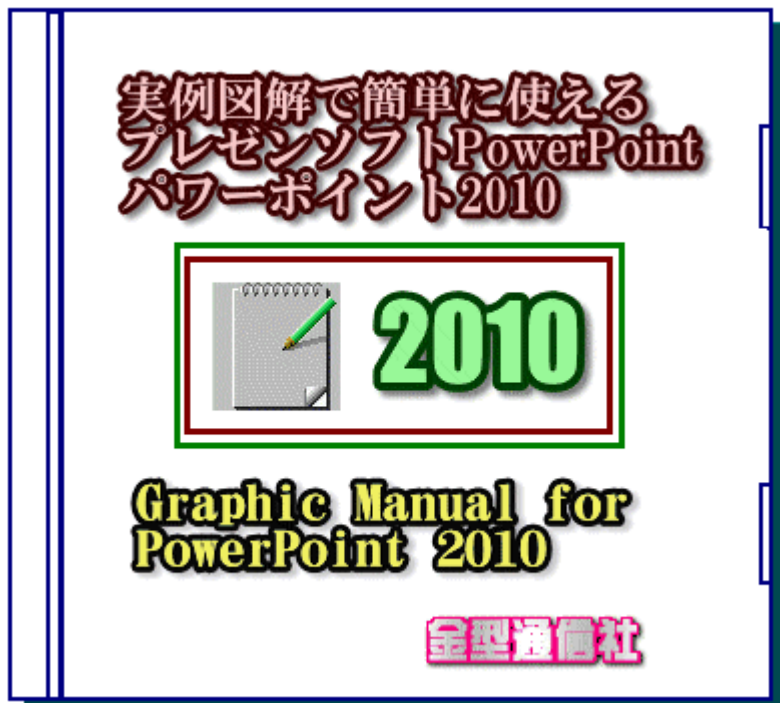 実例図解で簡単に使える
プレゼンソフトPowerPoint
パワーポイント2010
2010
Graphic Manual for
PowerPoint 2010
金型通信社